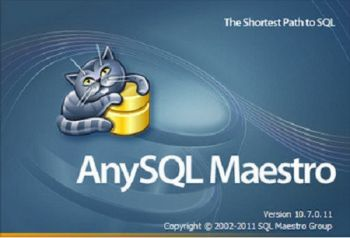 The Shortest Path to SQL
AnySQL Maestro
Version 10.7.0.11
Copyright © 2002-2011 SQL Maestro Group